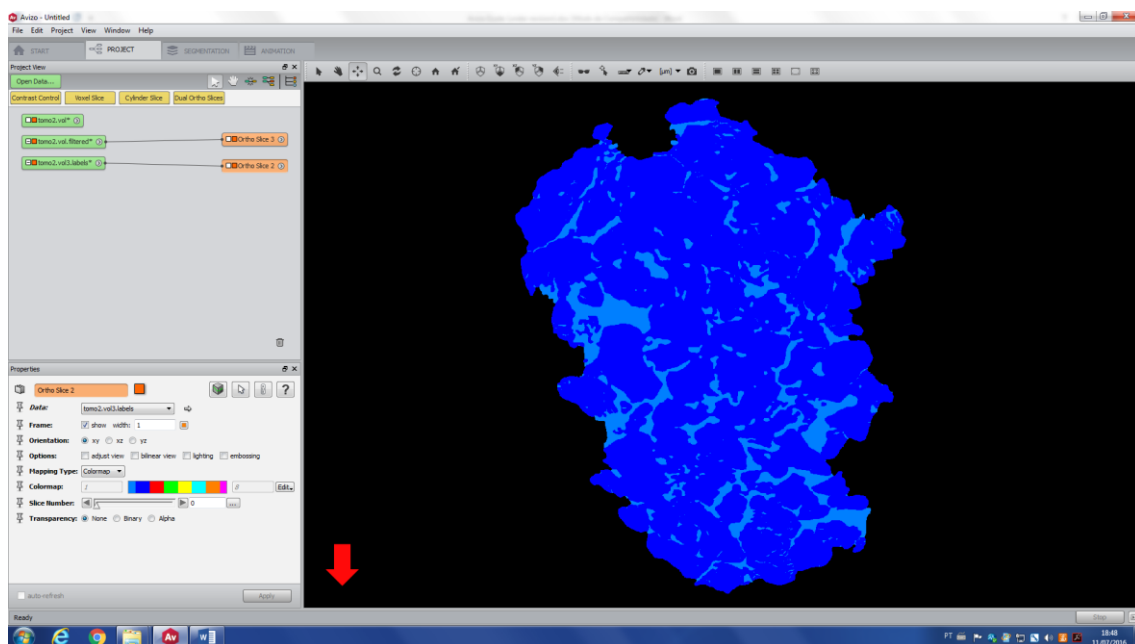 Avizo - Untitled
File Edit Project View Window Help
START PROJECT SEGMENTATION ANIMATION
Project View
Open Data...
Contrast Control Voxel Slice Cylinder Slice Dual Ortho Slices
tomo2.vol*
tomo2.vol.filtered* Ortho Slice 3
tomo2.vol3.labels* Ortho Slice 2
Properties
Ortho Slice 2
Data: tomo2.vol3.labels
Frame: show width: 1
Orientation: xy xz yz
Options: adjust view bilinear view lighting embossing
Mapping Type: Colormap
Colormap: Edit
Slice Number: 0 ...
Transparency: None Binary Alpha
auto-refresh Apply
Ready Stop
PT 18:48
11/07/2016